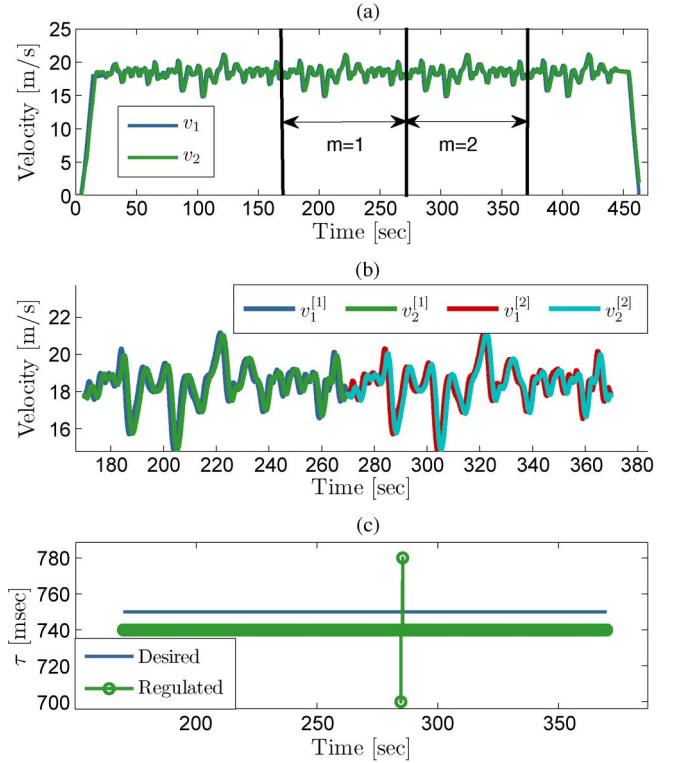 (a)
25
20
15
10
5
0
Velocity [m/s]
v₁
v₂
m=1
m=2
0 50 100 150 200 250 300 350 400 450
Time [sec]
(b)
22
20
18
16
Velocity [m/s]
v₁^[1] v₂^[1] v₁^[2] v₂^[2]
180 200 220 240 260 280 300 320 340 360 380
Time [sec]
(c)
780
760
740
720
700
τ [msec]
Desired
Regulated
200 250 300 350
Time [sec]